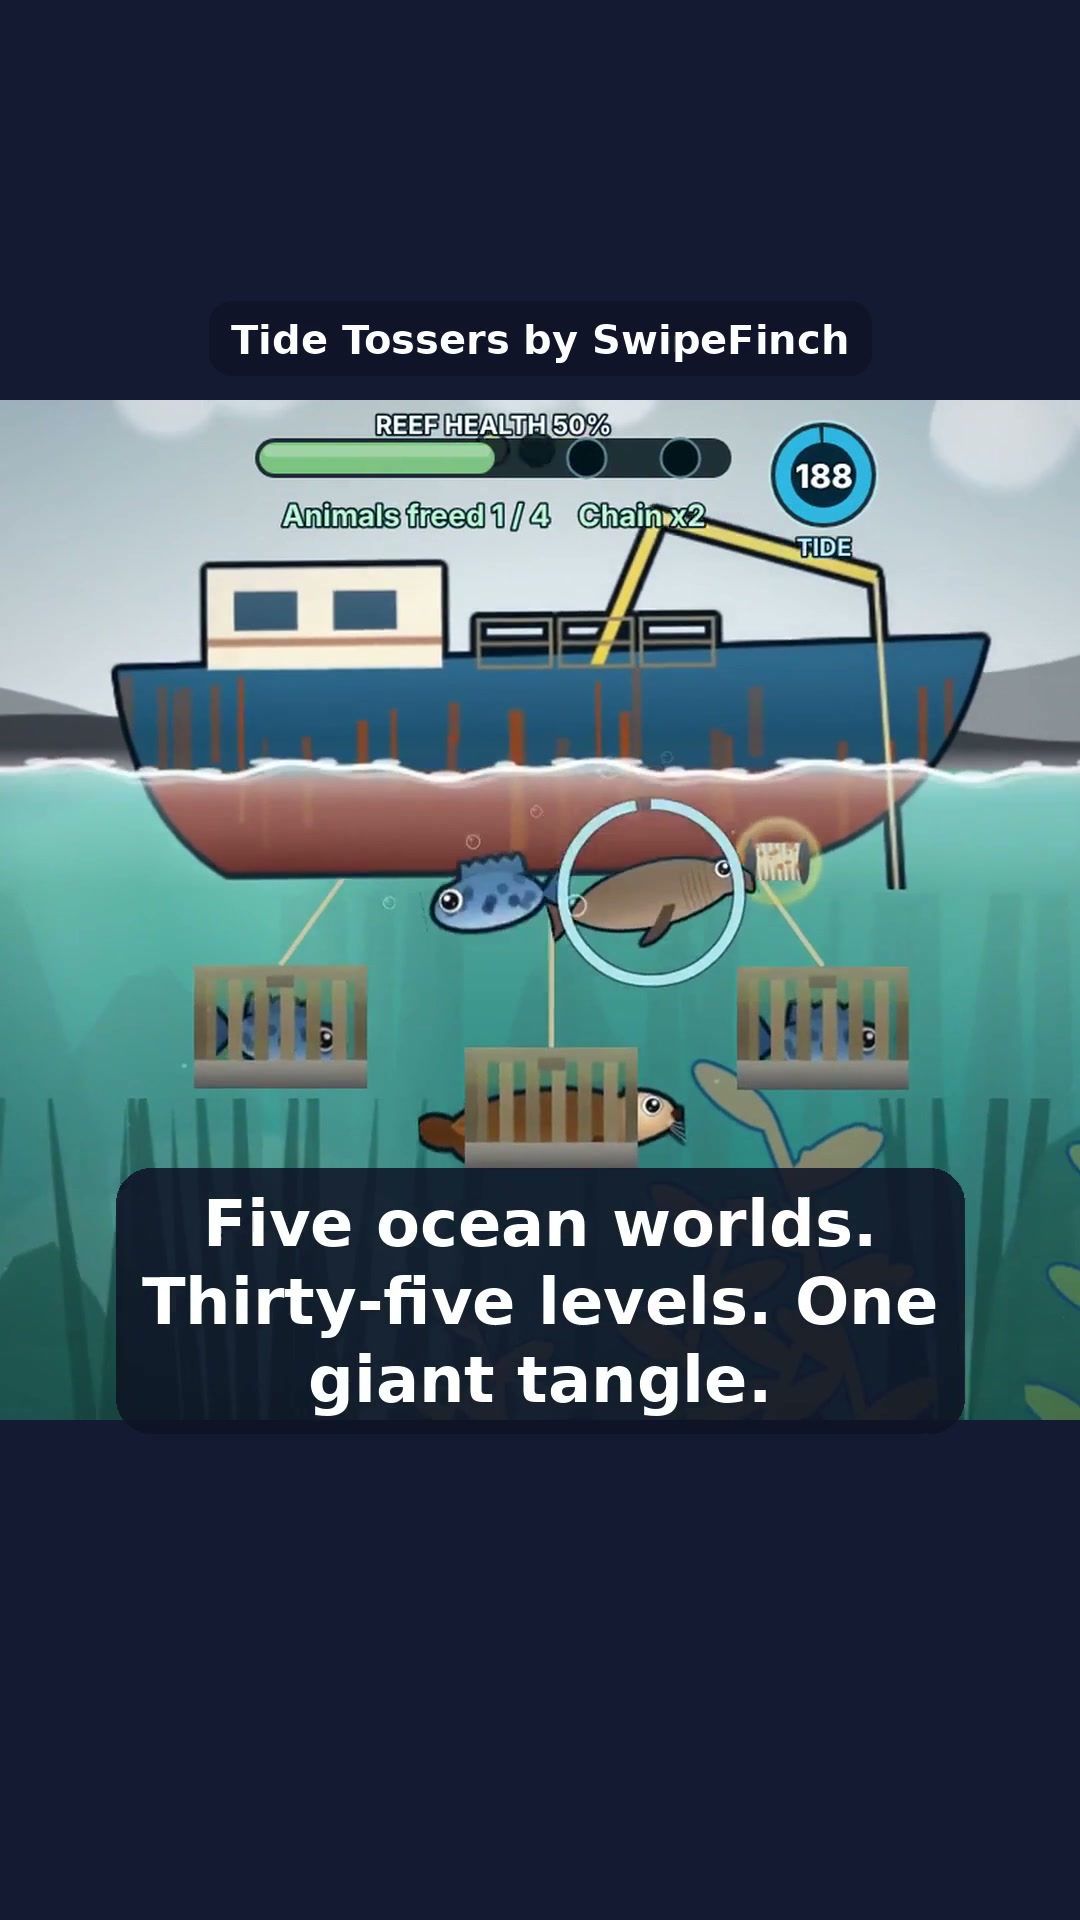 Tide Tossers by SwipeFinch
REEF HEALTH 50%
188
Animals freed 1 / 4 Chain x2
TIDE
Five ocean worlds.
Thirty-five levels. One
giant tangle.